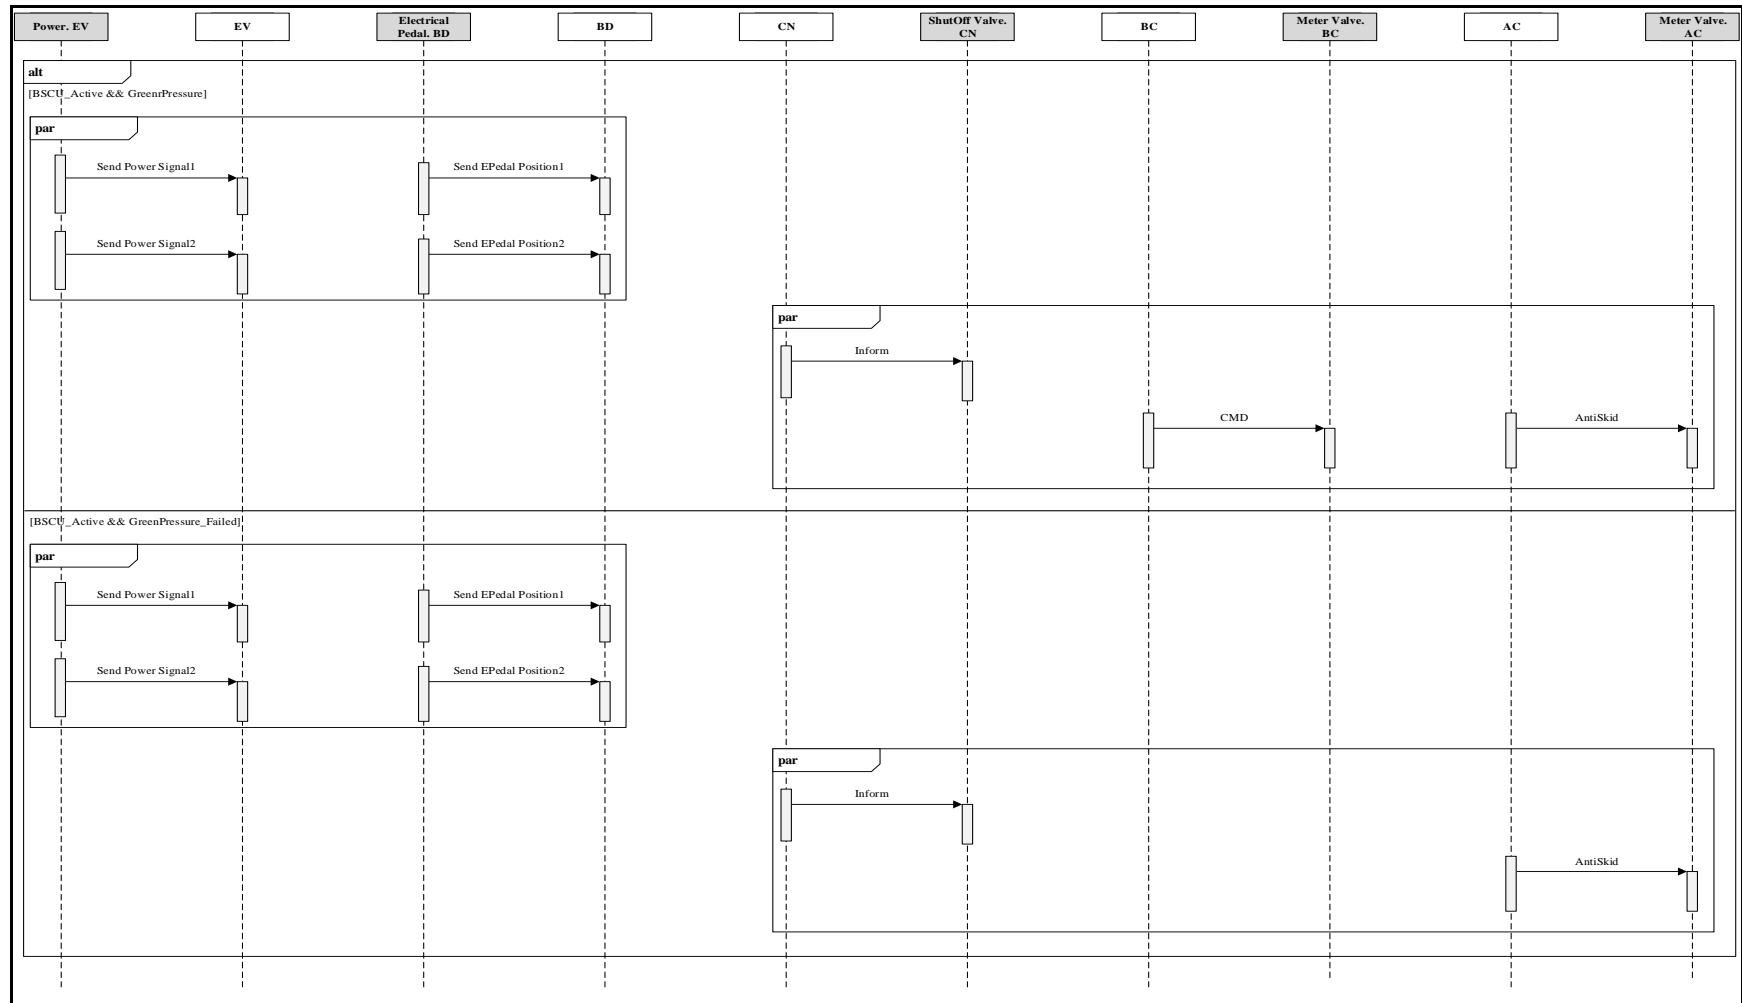 Power. EV
EV
Electrical
Pedal. BD
BD
CN
ShutOff Valve.
CN
BC
Meter Valve.
BC
AC
Meter Valve.
AC
alt
[BSCU_Active && GreenrPressure]
par
Send Power Signal1
Send EPedal Position1
Send Power Signal2
Send EPedal Position2
par
Inform
CMD
AntiSkid
[BSCU_Active && GreenPressure_Failed]
par
Send Power Signal1
Send EPedal Position1
Send Power Signal2
Send EPedal Position2
par
Inform
AntiSkid